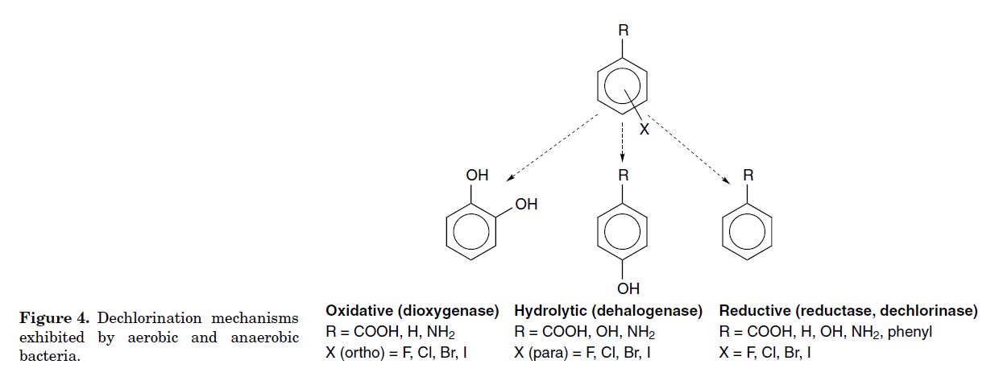 R
X
OH
R
R
OH
OH
Oxidative (dioxygenase) Hydrolytic (dehalogenase) Reductive (reductase, dechlorinase)
R = COOH, H, NH₂ R = COOH, OH, NH₂ R = COOH, H, OH, NH₂, phenyl
X (ortho) = F, Cl, Br, I X (para) = F, Cl, Br, I X = F, Cl, Br, I
Figure 4. Dechlorination mechanisms
exhibited by aerobic and anaerobic
bacteria.